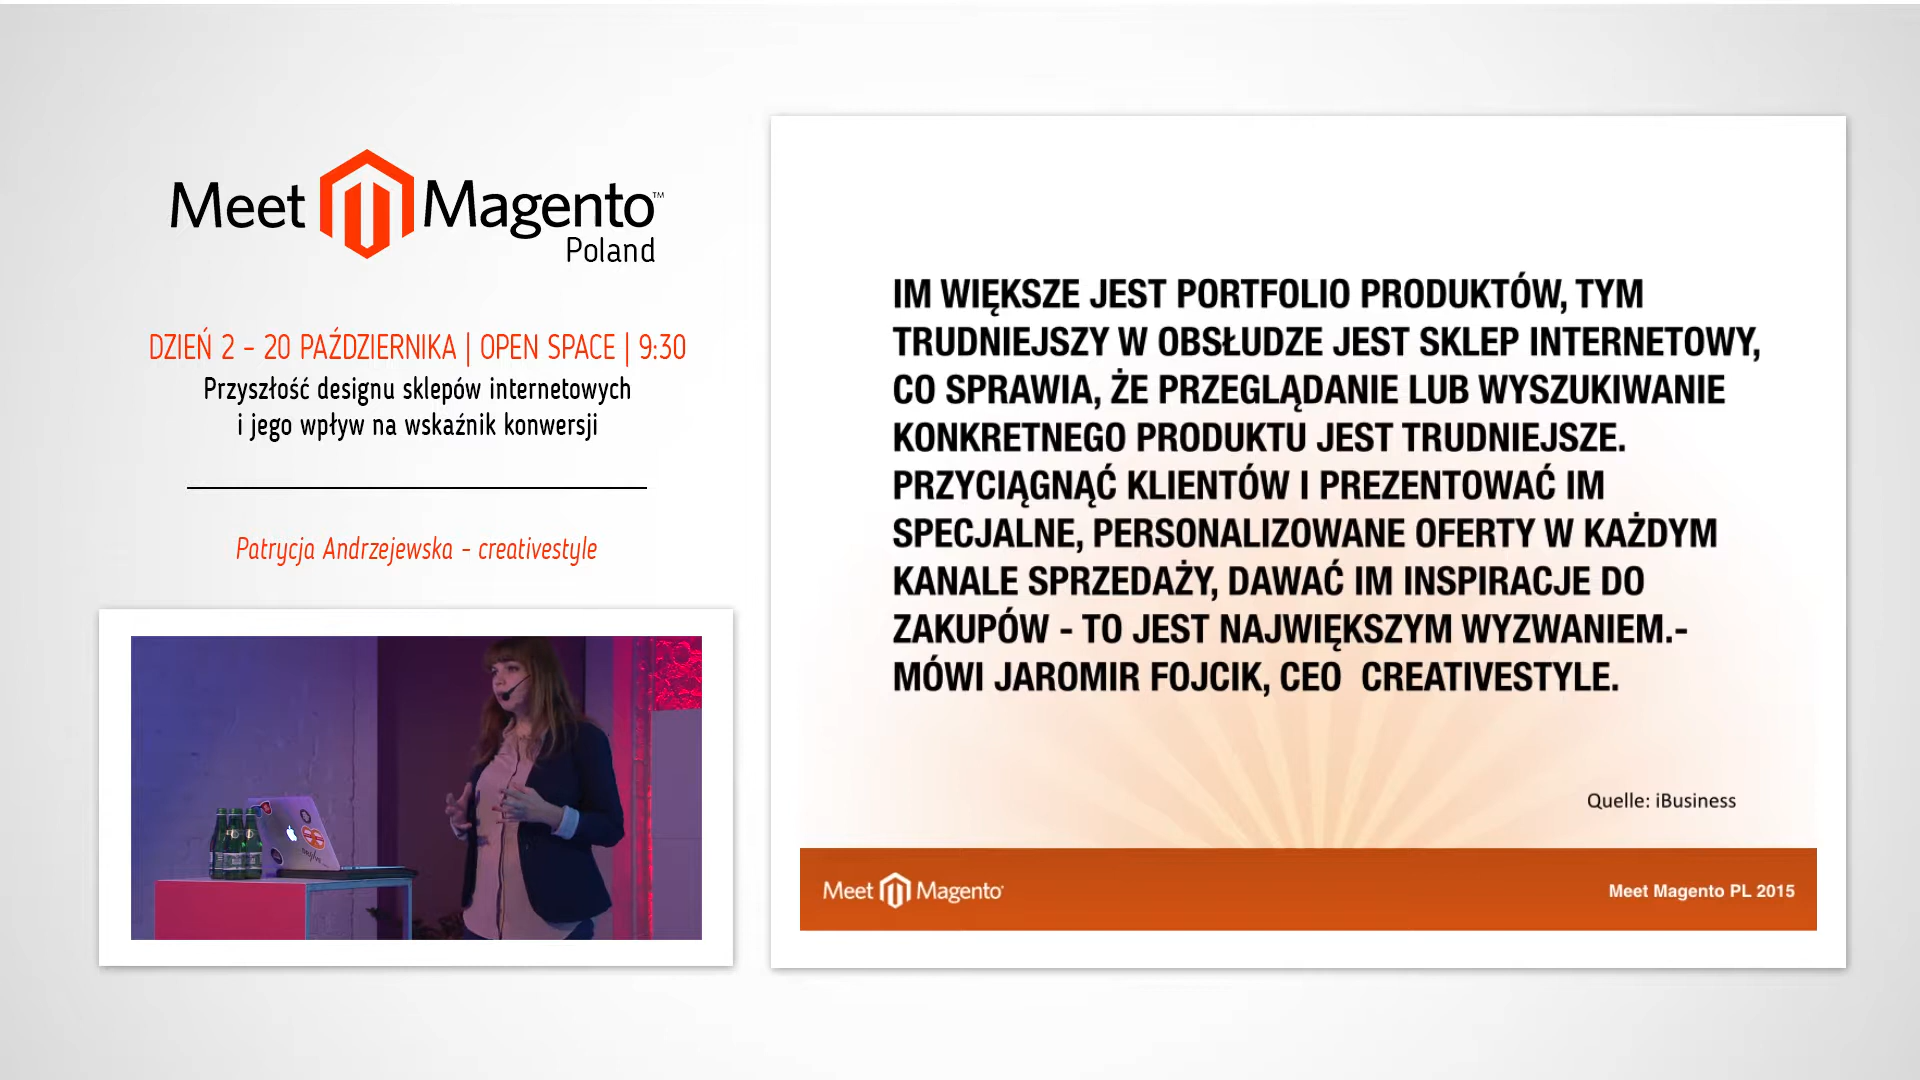 Meet Magento™
Poland
DZIEŃ 2 – 20 PAŹDZIERNIKA | OPEN SPACE | 9:30
Przyszłość designu sklepów internetowych
i jego wpływ na wskaźnik konwersji
Patrycja Andrzejewska - creativestyle
IM WIĘKSZE JEST PORTFOLIO PRODUKTÓW, TYM
TRUDNIEJSZY W OBSŁUDZE JEST SKLEP INTERNETOWY,
CO SPRAWIA, ŻE PRZEGLĄDANIE LUB WYSZUKIWANIE
KONKRETNEGO PRODUKTU JEST TRUDNIEJSZE.
PRZYCIĄGNĄĆ KLIENTÓW I PREZENTOWAĆ IM
SPECJALNE, PERSONALIZOWANE OFERTY W KAŻDYM
KANALE SPRZEDAŻY, DAWAĆ IM INSPIRACJE DO
ZAKUPÓW - TO JEST NAJWIĘKSZYM WYZWANIEM.-
MÓWI JAROMIR FOJCIK, CEO CREATIVESTYLE.
Quelle: iBusiness
Meet Magento
Meet Magento PL 2015